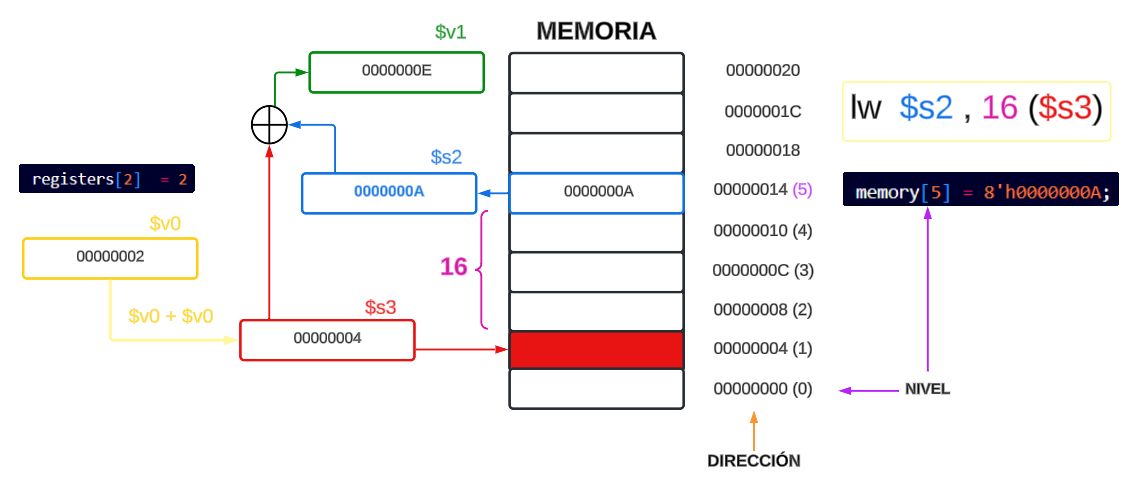 MEMORIA
$v1
0000000E
00000020
0000001C
lw $s2 , 16 ($s3)
00000018
$s2
registers[2] = 2
0000000A
0000000A
00000014 (5)
memory[5] = 8'h0000000A;
$v0
00000002
00000010 (4)
16
0000000C (3)
$s3
00000008 (2)
$v0 + $v0
00000004
00000004 (1)
00000000 (0)
NIVEL
DIRECCIÓN